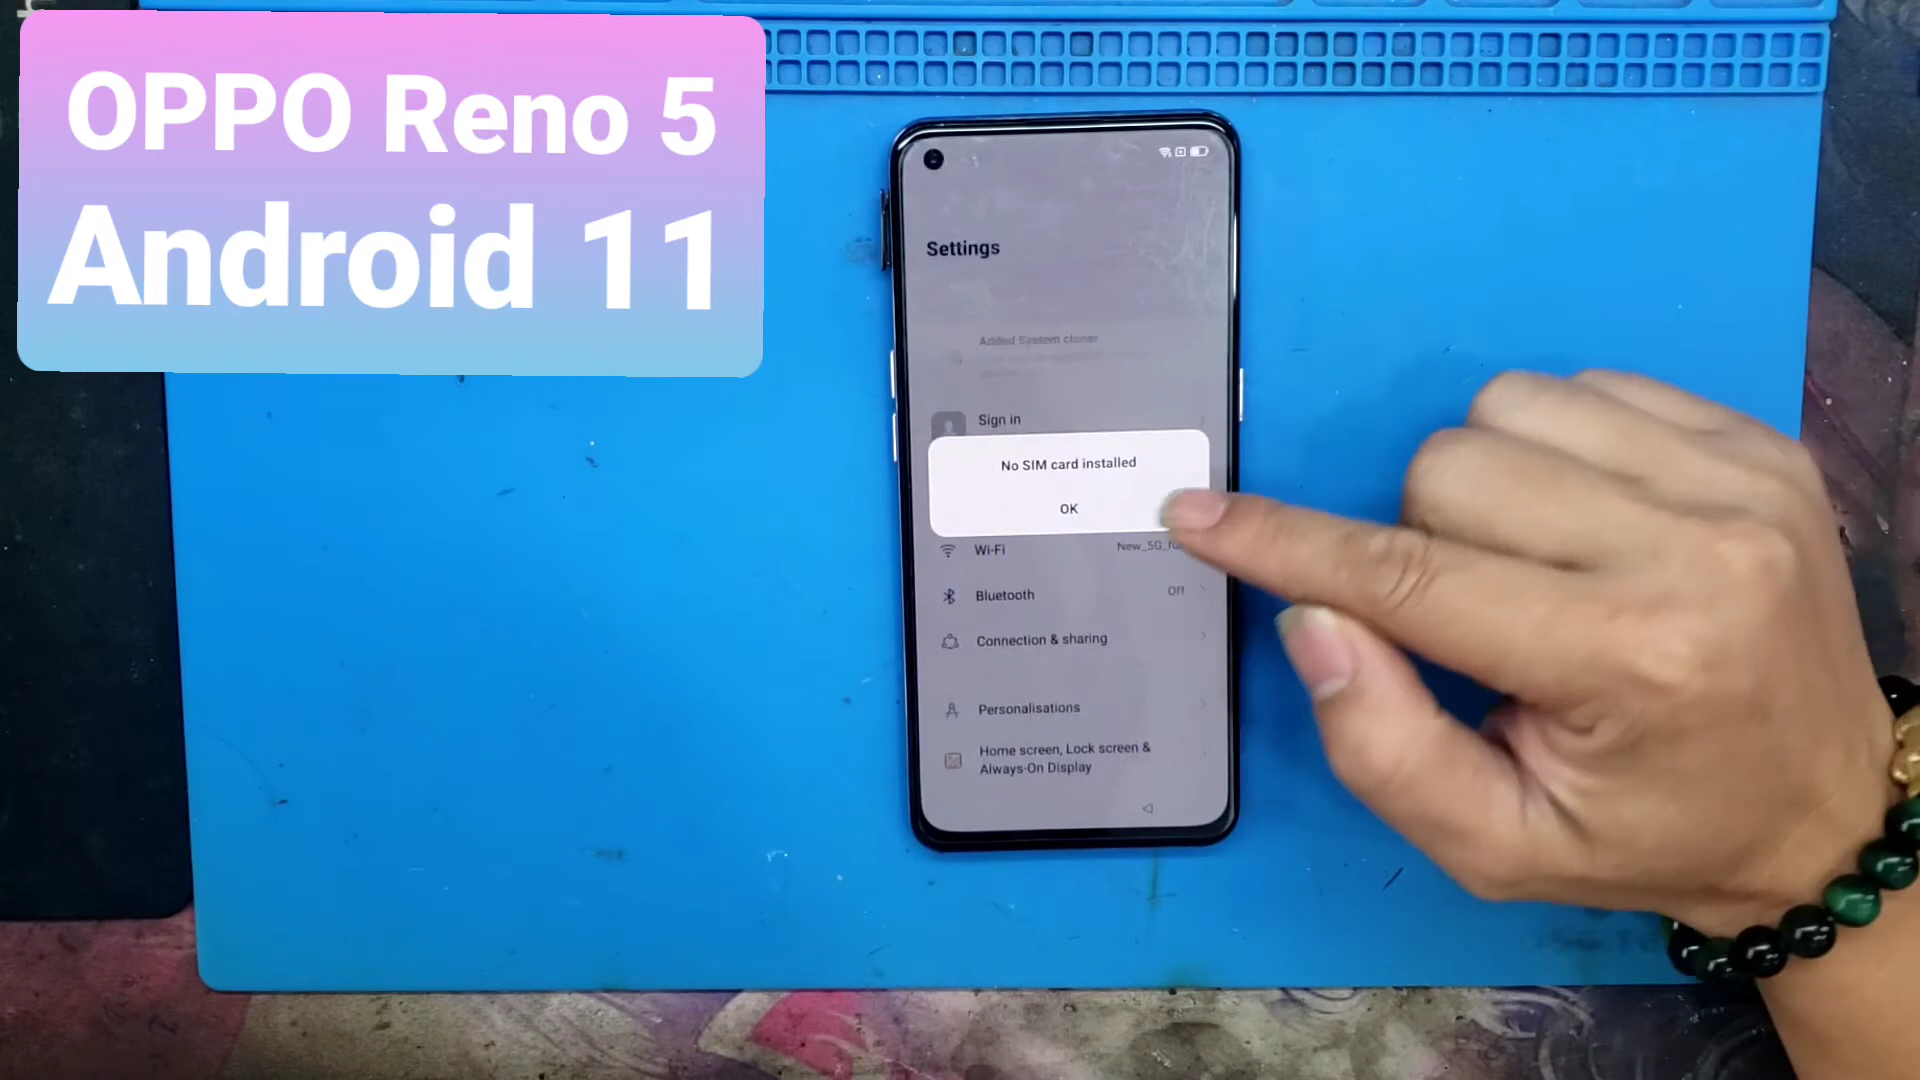 OPPO Reno 5
Android 11
Settings
Added System cloner
Sign in
No SIM card installed
OK
Wi-Fi
New_5G_
Bluetooth
Off
Connection & sharing
Personalisations
Home screen, Lock screen &
Always-On Display